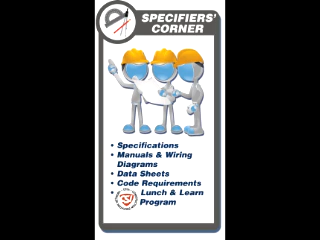 SPECIFIERS'
CORNER
• Specifications
• Manuals & Wiring
Diagrams
• Data Sheets
• Code Requirements
• Lunch & Learn
Program